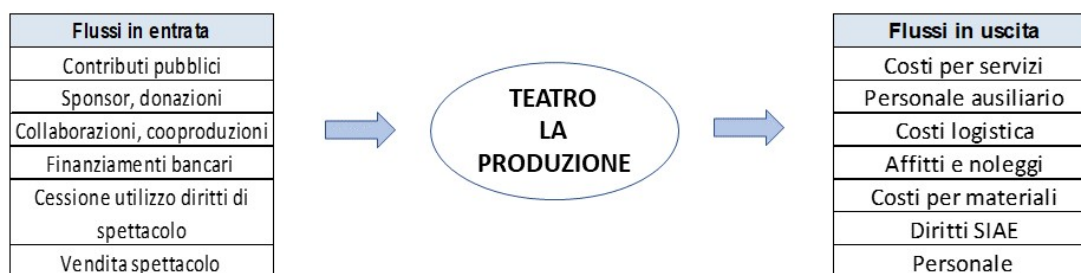 Flussi in entrata
Contributi pubblici
Sponsor, donazioni
Collaborazioni, cooproduzioni
Finanziamenti bancari
Cessione utilizzo diritti di
spettacolo
Vendita spettacolo
TEATRO
LA
PRODUZIONE
Flussi in uscita
Costi per servizi
Personale ausiliario
Costi logistica
Affitti e noleggi
Costi per materiali
Diritti SIAE
Personale